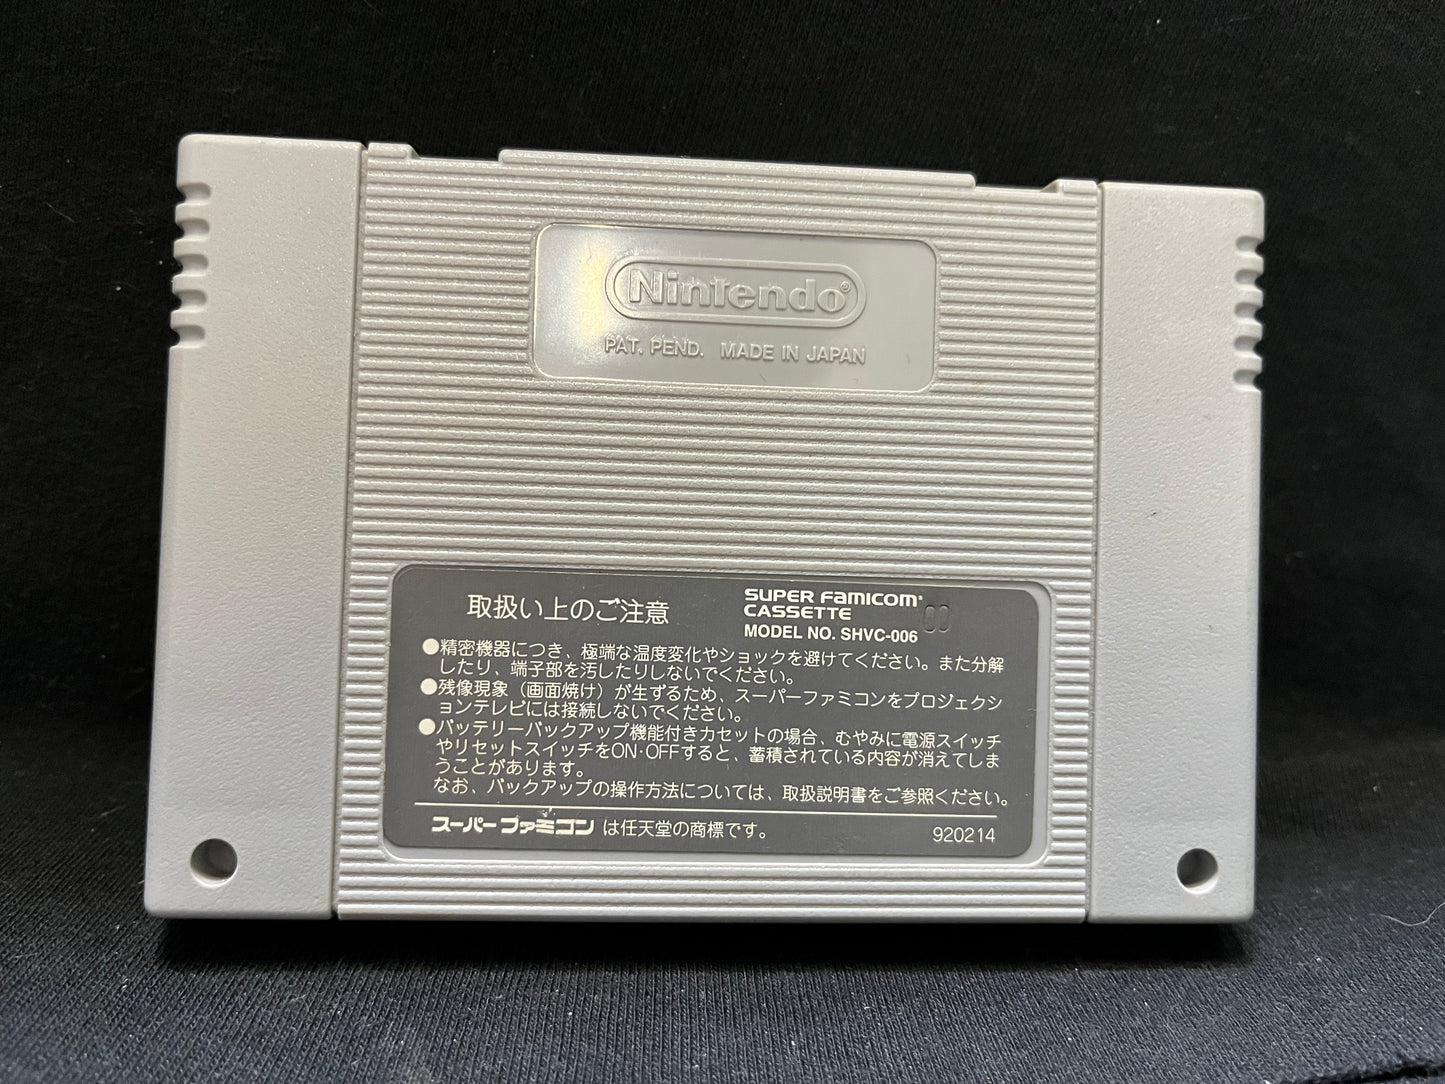 Nintendo®
PAT. PEND. MADE IN JAPAN
取扱い上のご注意
SUPER FAMICOM®
CASSETTE
MODEL NO. SHVC-006
00
●精密機器につき、極端な温度変化やショックを避けてください。また分解
したり、端子部を汚したりしないでください。
●残像現象（画面焼け）が生ずるため、スーパーファミコンをプロジェクシ
ョンテレビには接続しないでください。
●バッテリーバックアップ機能付きカセットの場合、むやみに電源スイッチ
やリセットスイッチをON·OFFすると、蓄積されている内容が消えてしま
うことがあります。
なお、バックアップの操作方法については、取扱説明書をご参照ください。
スーパーファミコン は任天堂の商標です。
920214